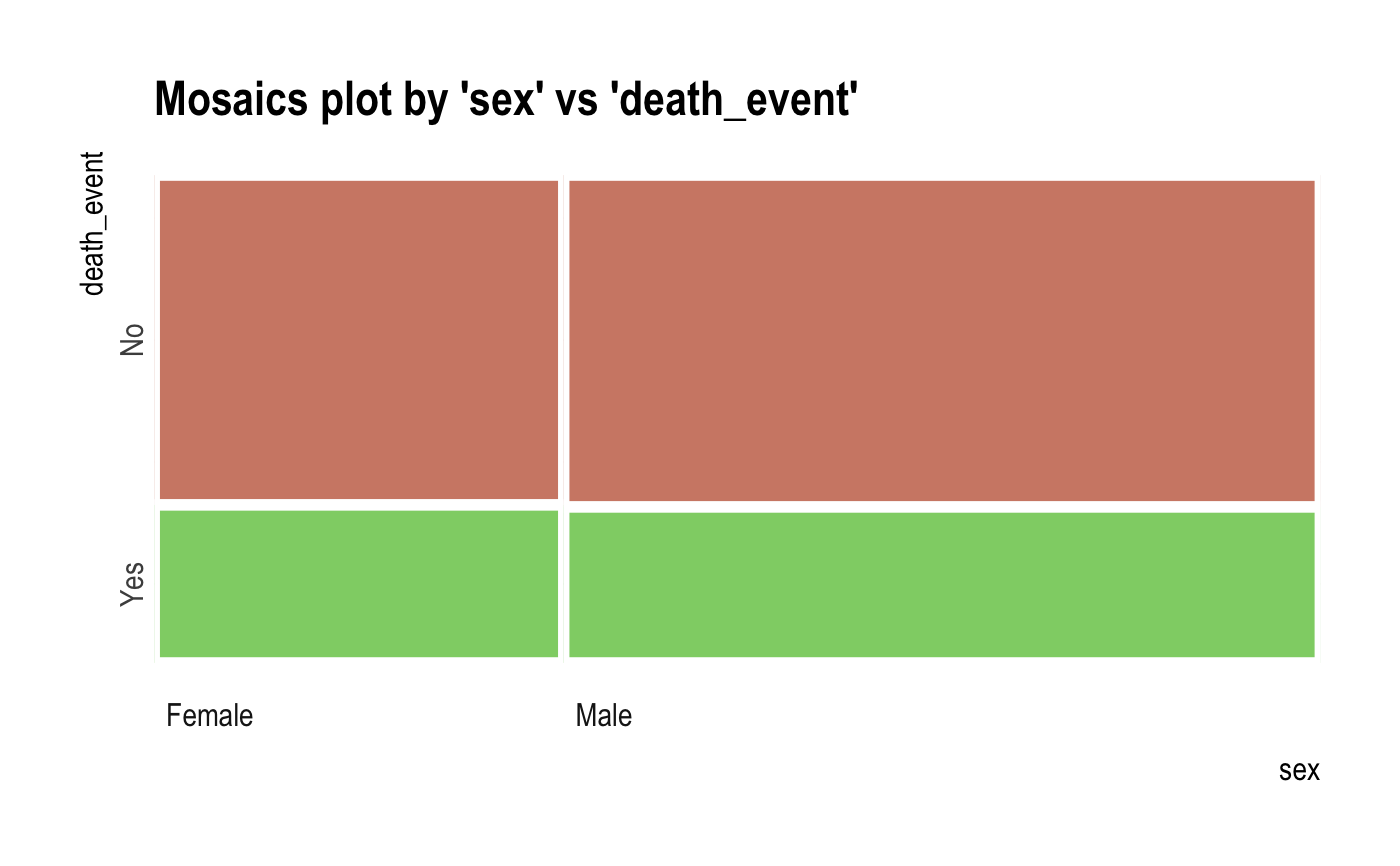 Mosaics plot by 'sex' vs 'death_event'
death_event
No
Yes
Female
Male
sex